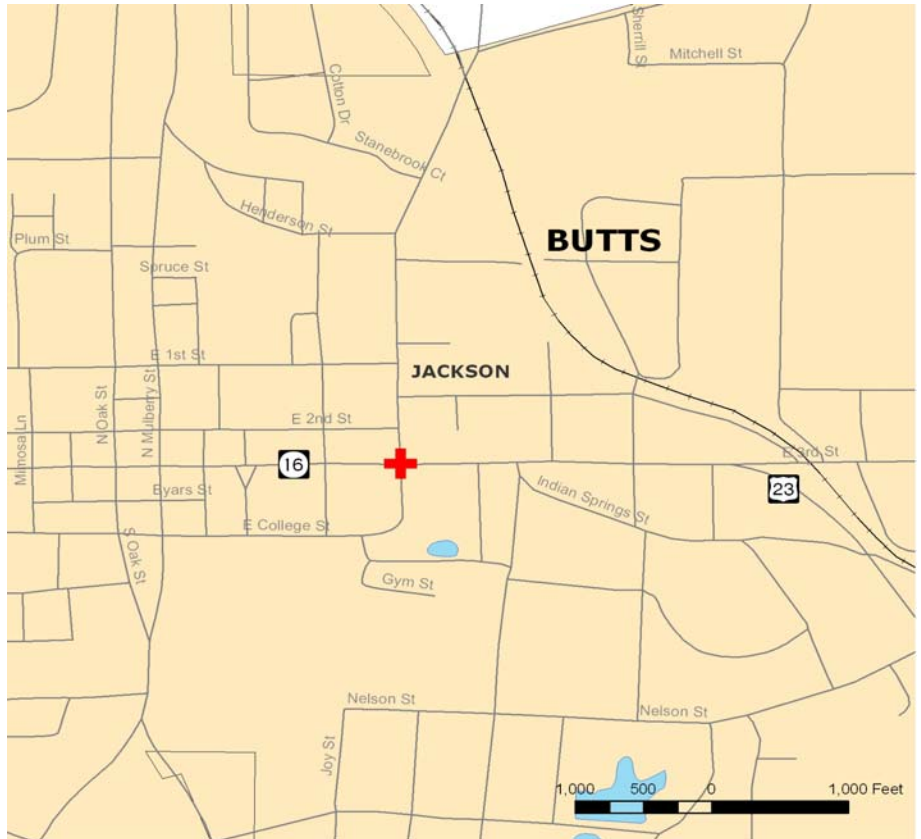 Sherrill St
Mitchell St
Cotton Dr
Stanebrook Ct
Henderson St
Plum St
BUTTS
Spruce St
E 1st St
JACKSON
Mimosa Ln
N Oak St
N Mulberry St
E 2nd St
16
E 3rd St
23
Byars St
Indian Springs St
E College St
S Oak St
Gym St
Nelson St
Nelson St
Joy St
1,000 500 0 1,000 Feet